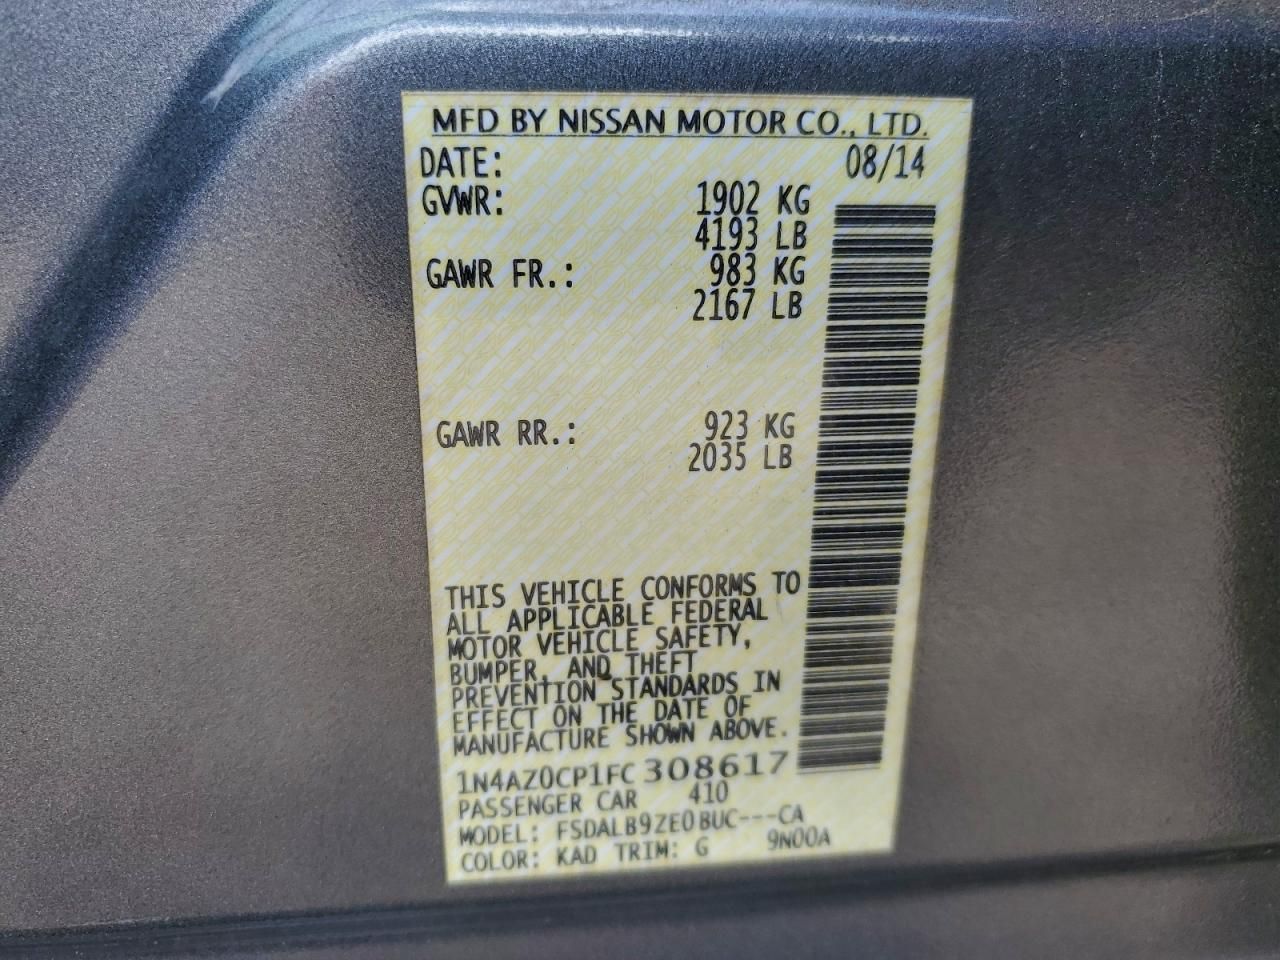 MFD BY NISSAN MOTOR CO., LTD.
DATE: 08/14
GVWR: 1902 KG
4193 LB
GAWR FR.: 983 KG
2167 LB
GAWR RR.: 923 KG
2035 LB
THIS VEHICLE CONFORMS TO
ALL APPLICABLE FEDERAL
MOTOR VEHICLE SAFETY,
BUMPER, AND THEFT
PREVENTION STANDARDS IN
EFFECT ON THE DATE OF
MANUFACTURE SHOWN ABOVE.
1N4AZ0CP1FC308617
PASSENGER CAR 410
MODEL: FSDALB9ZE0BUC---CA
COLOR: KAD TRIM: G 9N00A